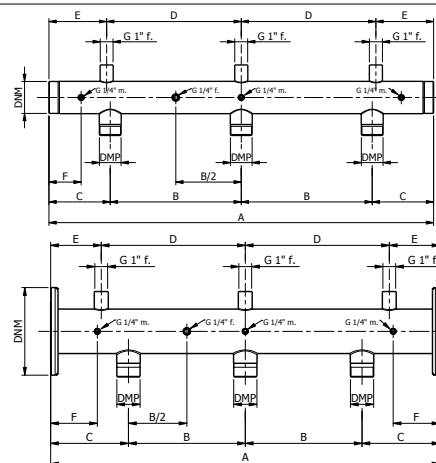 E D D E
G 1" f. G 1" f. G 1" f.
DNM
G 1/4" m. G 1/4" f. G 1/4" m. G 1/4" m.
DMP DMP DMP
F B/2
C B B C
A
E D D E
G 1" f. G 1" f. G 1" f
DNM
G 1/4" m. G 1/4" f. G 1/4" m. G 1/4" m.
DMP DMP DMP
F B/2 F
C B B C
A